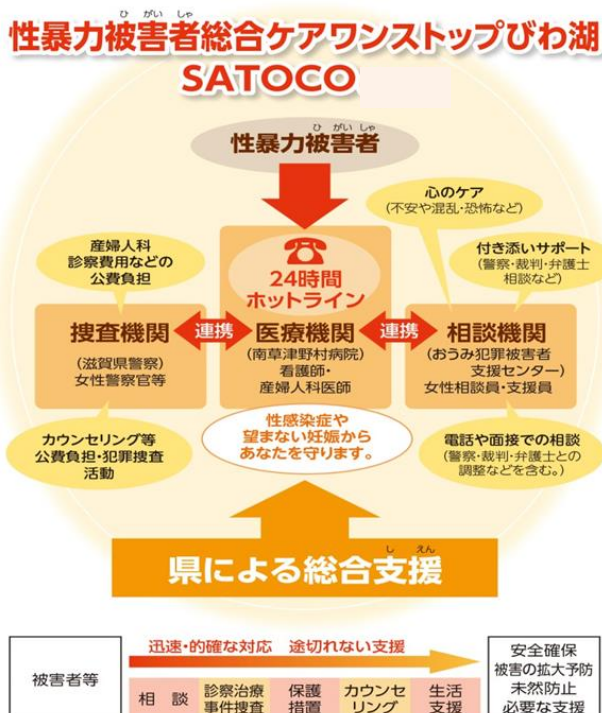 ひ がい しゃ
性暴力被害者総合ケアワンストップびわ湖
SATOCO
ひ がい しゃ
性暴力被害者
心のケア
(不安や混乱・恐怖など)
産婦人科
診察費用などの
公費負担
付き添いサポート
(警察・裁判・弁護士
相談など)
24時間
ホットライン
捜査機関
(滋賀県警察)
女性警察官等
連携
医療機関
(南草津野村病院)
看護師・
産婦人科医師
連携
相談機関
(おうみ犯罪被害者
支援センター)
女性相談員・支援員
性感染症や
望まない妊娠から
あなたを守ります。
カウンセリング等
公費負担・犯罪捜査
活動
電話や面接での相談
(警察・裁判・弁護士との
調整などを含む。)
し えん
県による総合支援
被害者等
迅速・的確な対応 途切れない支援
相 談
診察治療
事件捜査
保護
措置
カウンセ
リング
生活
支援
安全確保
被害の拡大予防
未然防止
必要な支援